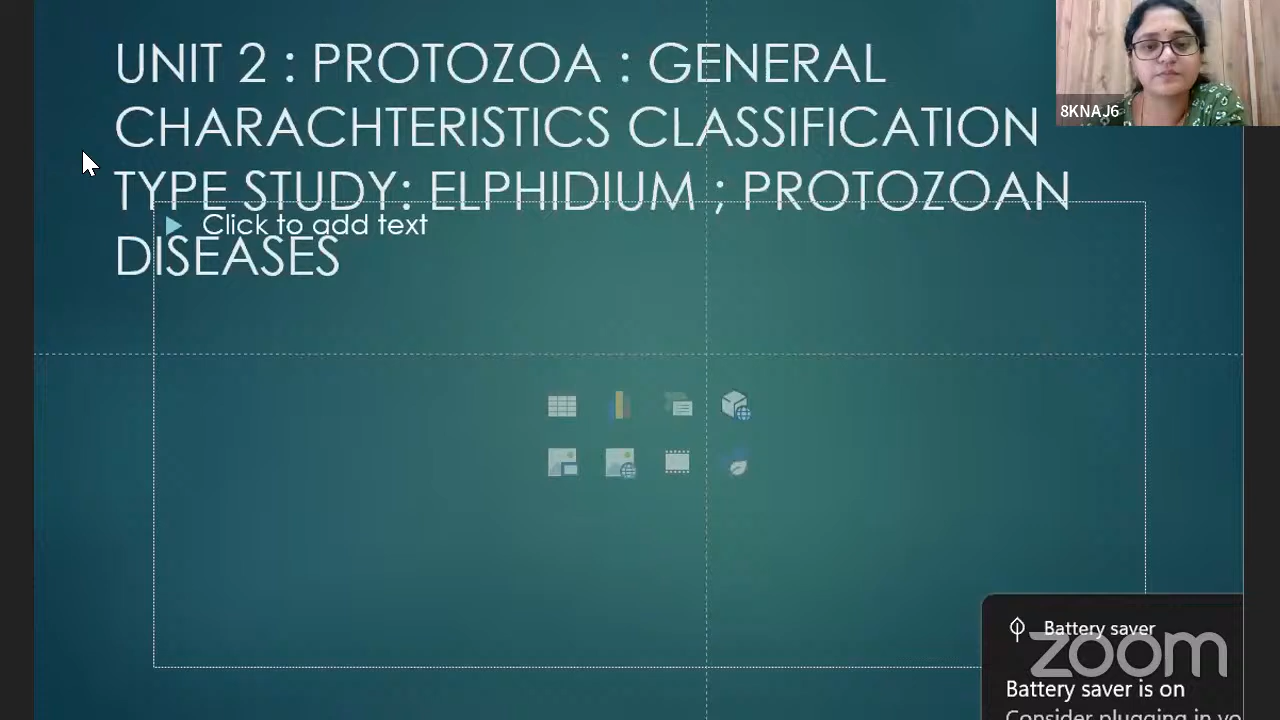 UNIT 2 : PROTOZOA : GENERAL
CHARACHTERISTICS CLASSIFICATION
TYPE STUDY: ELPHIDIUM ; PROTOZOAN
DISEASES
Click to add text
8KNAJ6
Battery saver
zoom
Battery saver is on
Consider plugging in yo